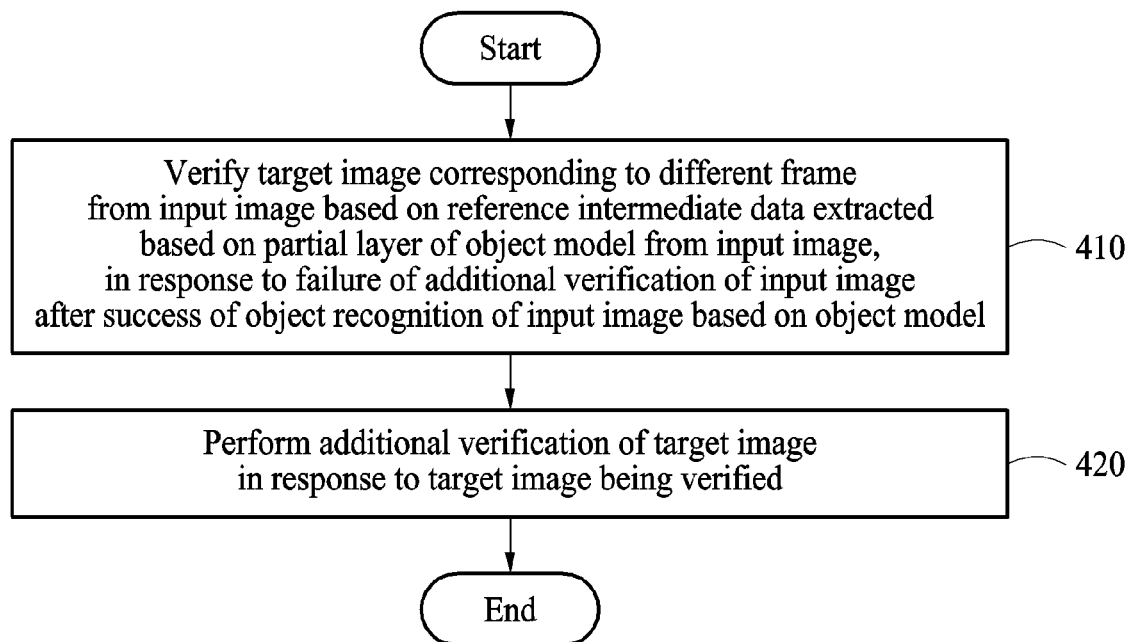 Start
Verify target image corresponding to different frame
from input image based on reference intermediate data extracted
based on partial layer of object model from input image,
in response to failure of additional verification of input image
after success of object recognition of input image based on object model
410
Perform additional verification of target image
in response to target image being verified
420
End